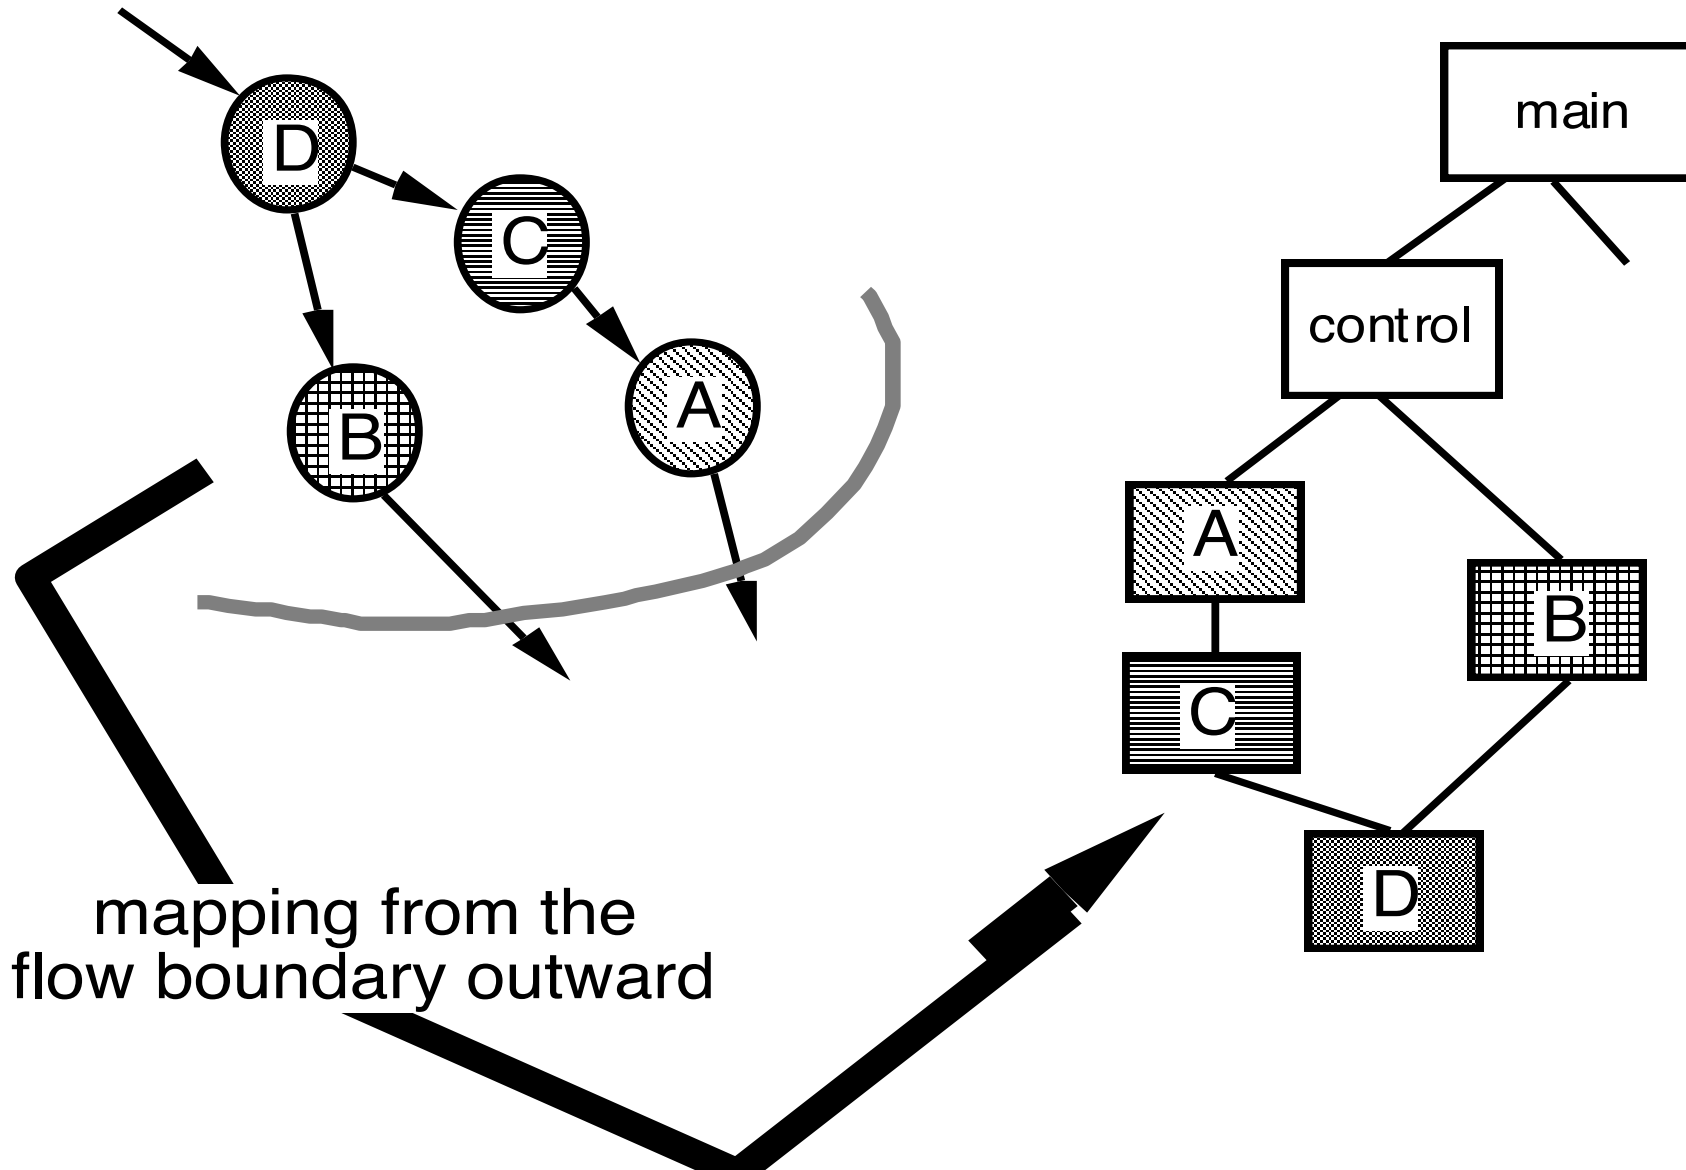 D
C
A
B
main
control
A
B
C
D
mapping from the
flow boundary outward